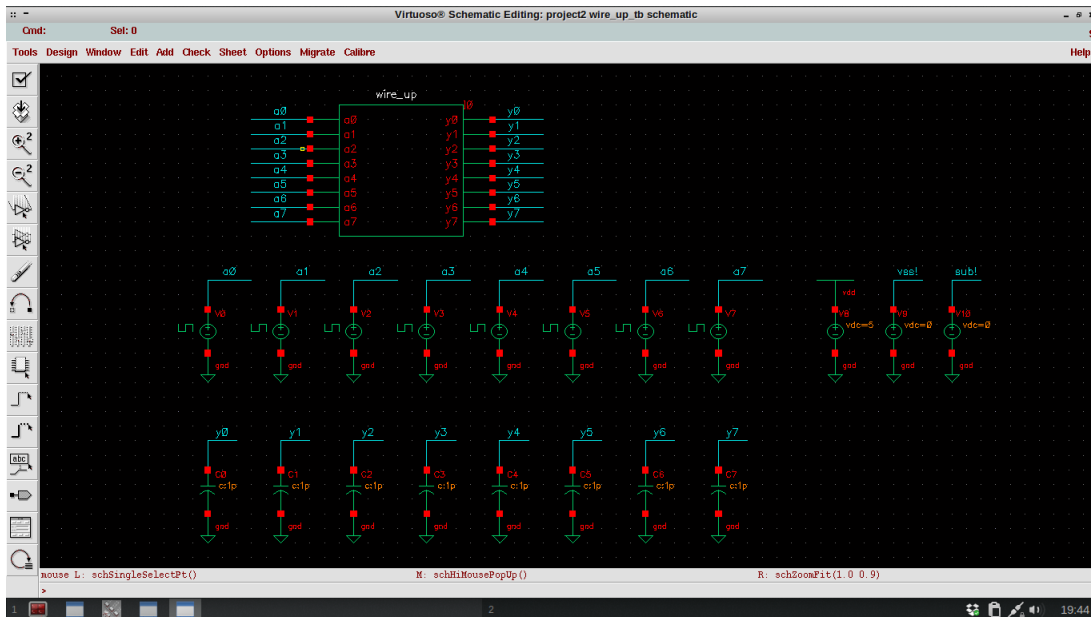 Virtuoso® Schematic Editing: project2 wire_up_tb schematic
Cmd: Sel: 0
Tools Design Window Edit Add Check Sheet Options Migrate Calibre Help
wire_up
I0
a0 a0 y0 y0
a1 a1 y1 y1
a2 a2 y2 y2
a3 a3 y3 y3
a4 a4 y4 y4
a5 a5 y5 y5
a6 a6 y6 y6
a7 a7 y7 y7
a0 a1 a2 a3 a4 a5 a6 a7 vss! sub!
vdd
V0 V1 V2 V3 V4 V5 V6 V7 V8 V9 V10
vdc=5 vdc=0 vdc=0
gnd gnd gnd gnd gnd gnd gnd gnd gnd gnd gnd
y0 y1 y2 y3 y4 y5 y6 y7
C0 C1 C2 C3 C4 C5 C6 C7
c:1p c:1p c:1p c:1p c:1p c:1p c:1p c:1p
gnd gnd gnd gnd gnd gnd gnd gnd
2
2
abc
mouse L: schSingleSelectPt() M: schHiMousePopUp() R: schZoomFit(1.0 0.9)
>
1 2 19:44